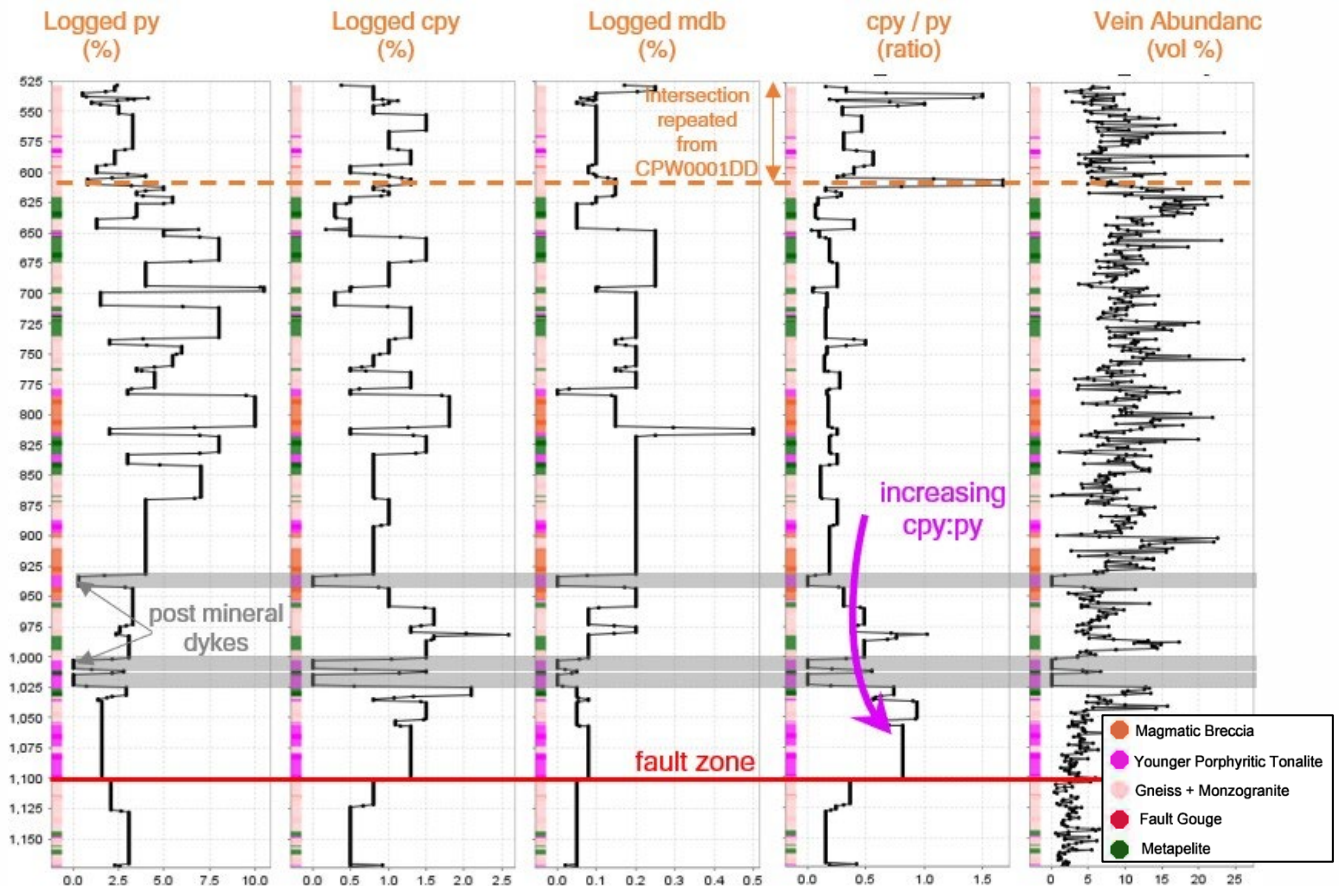 Logged py
(%)
Logged cpy
(%)
Logged mdb
(%)
cpy / py
(ratio)
Vein Abundanc
(vol %)
525
550
575
600
625
650
675
700
725
750
775
800
825
850
875
900
925
950
975
1,000
1,025
1,050
1,075
1,100
1,125
1,150
Intersection
repeated
from
CPW0001DD
increasing
cpy:py
post mineral
dykes
fault zone
Magmatic Breccia
Younger Porphyritic Tonalite
Gneiss + Monzogranite
Fault Gouge
Metapelite
0.0 2.5 5.0 7.5 10.0
0.0 0.5 1.0 1.5 2.0 2.5
0.0 0.1 0.2 0.3 0.4 0.5
0.0 0.5 1.0 1.5
0 5 10 15 20 25